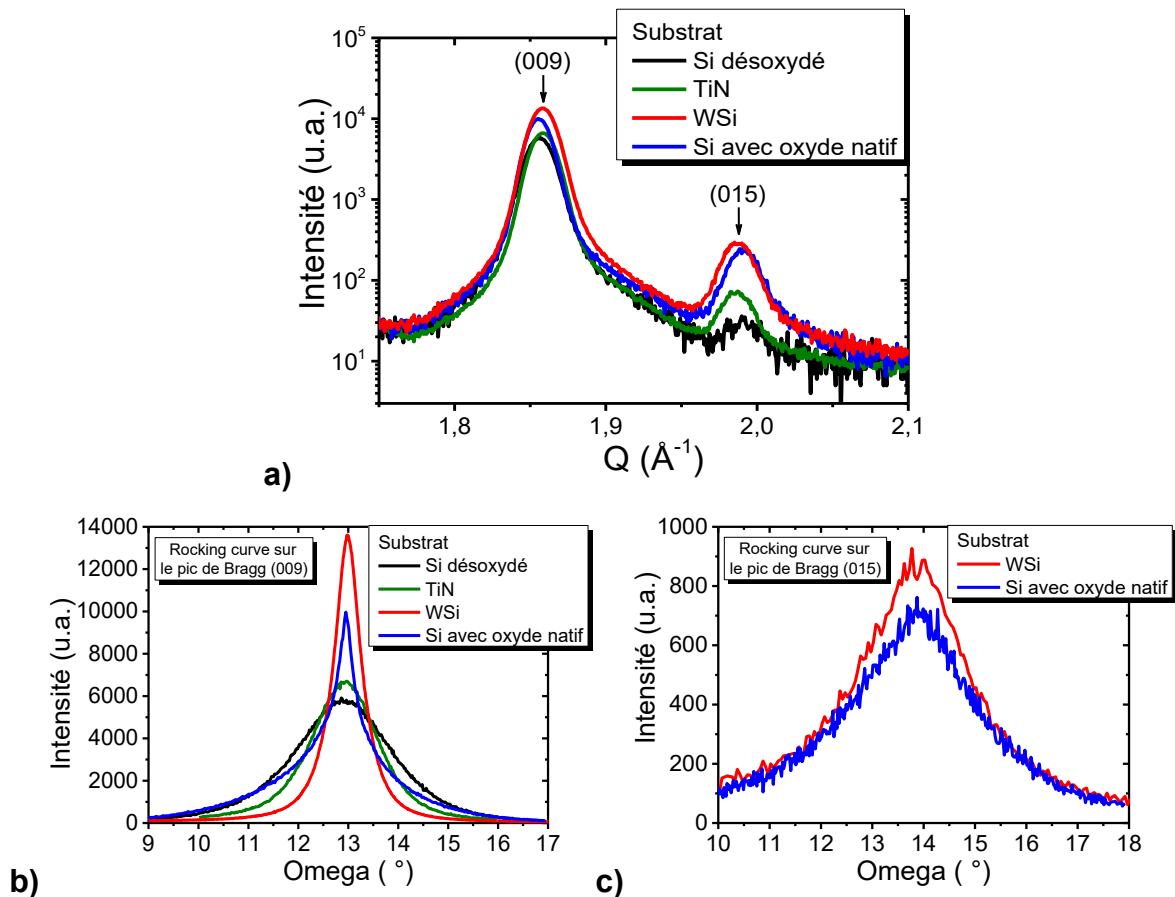 Substrat
Si désoxydé
TiN
WSi
Si avec oxyde natif
(009)
(015)
10⁵
10⁴
10³
10²
10¹
Intensité (u.a.)
1,8 1,9 2,0 2,1
Q (Å⁻¹)
a)
Rocking curve sur
le pic de Bragg (009)
Substrat
Si désoxydé
TiN
WSi
Si avec oxyde natif
14000
12000
10000
8000
6000
4000
2000
0
Intensité (u.a.)
9 10 11 12 13 14 15 16 17
Omega ( °)
b)
Rocking curve sur
le pic de Bragg (015)
Substrat
WSi
Si avec oxyde natif
1000
800
600
400
200
0
Intensité (u.a.)
10 11 12 13 14 15 16 17 18
Omega ( °)
c)